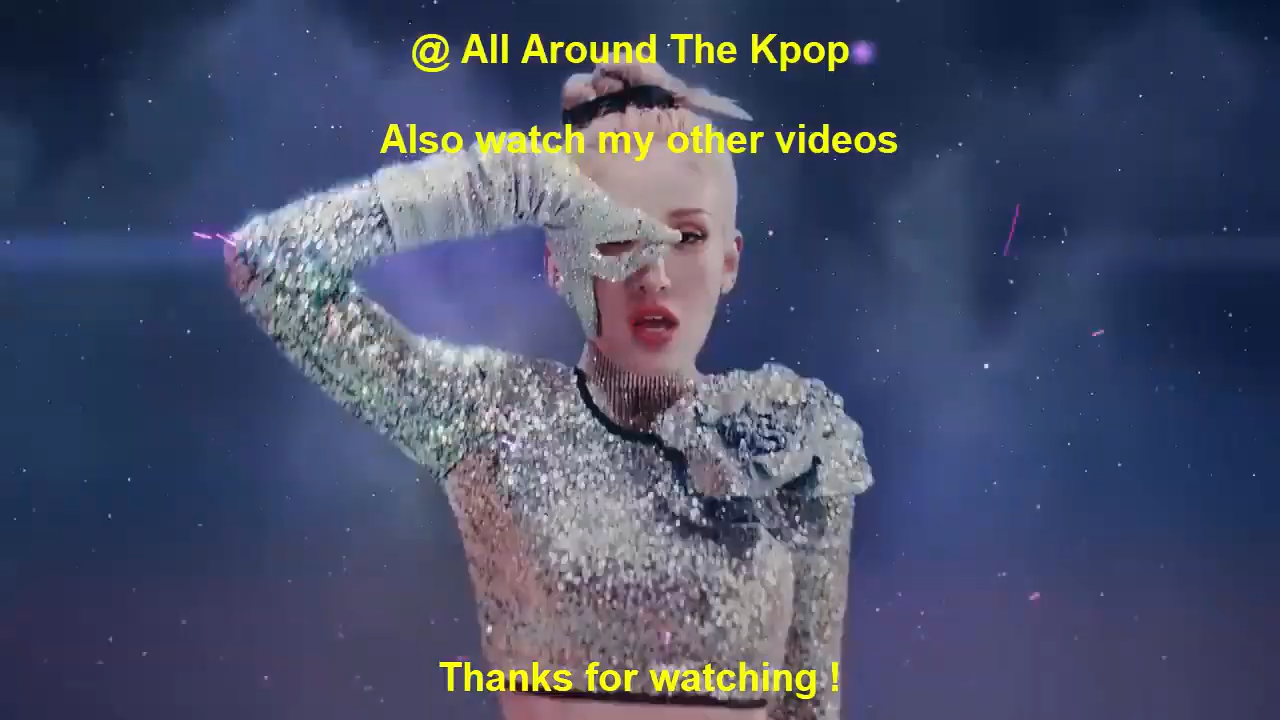 @ All Around The Kpop
Also watch my other videos
Thanks for watching !